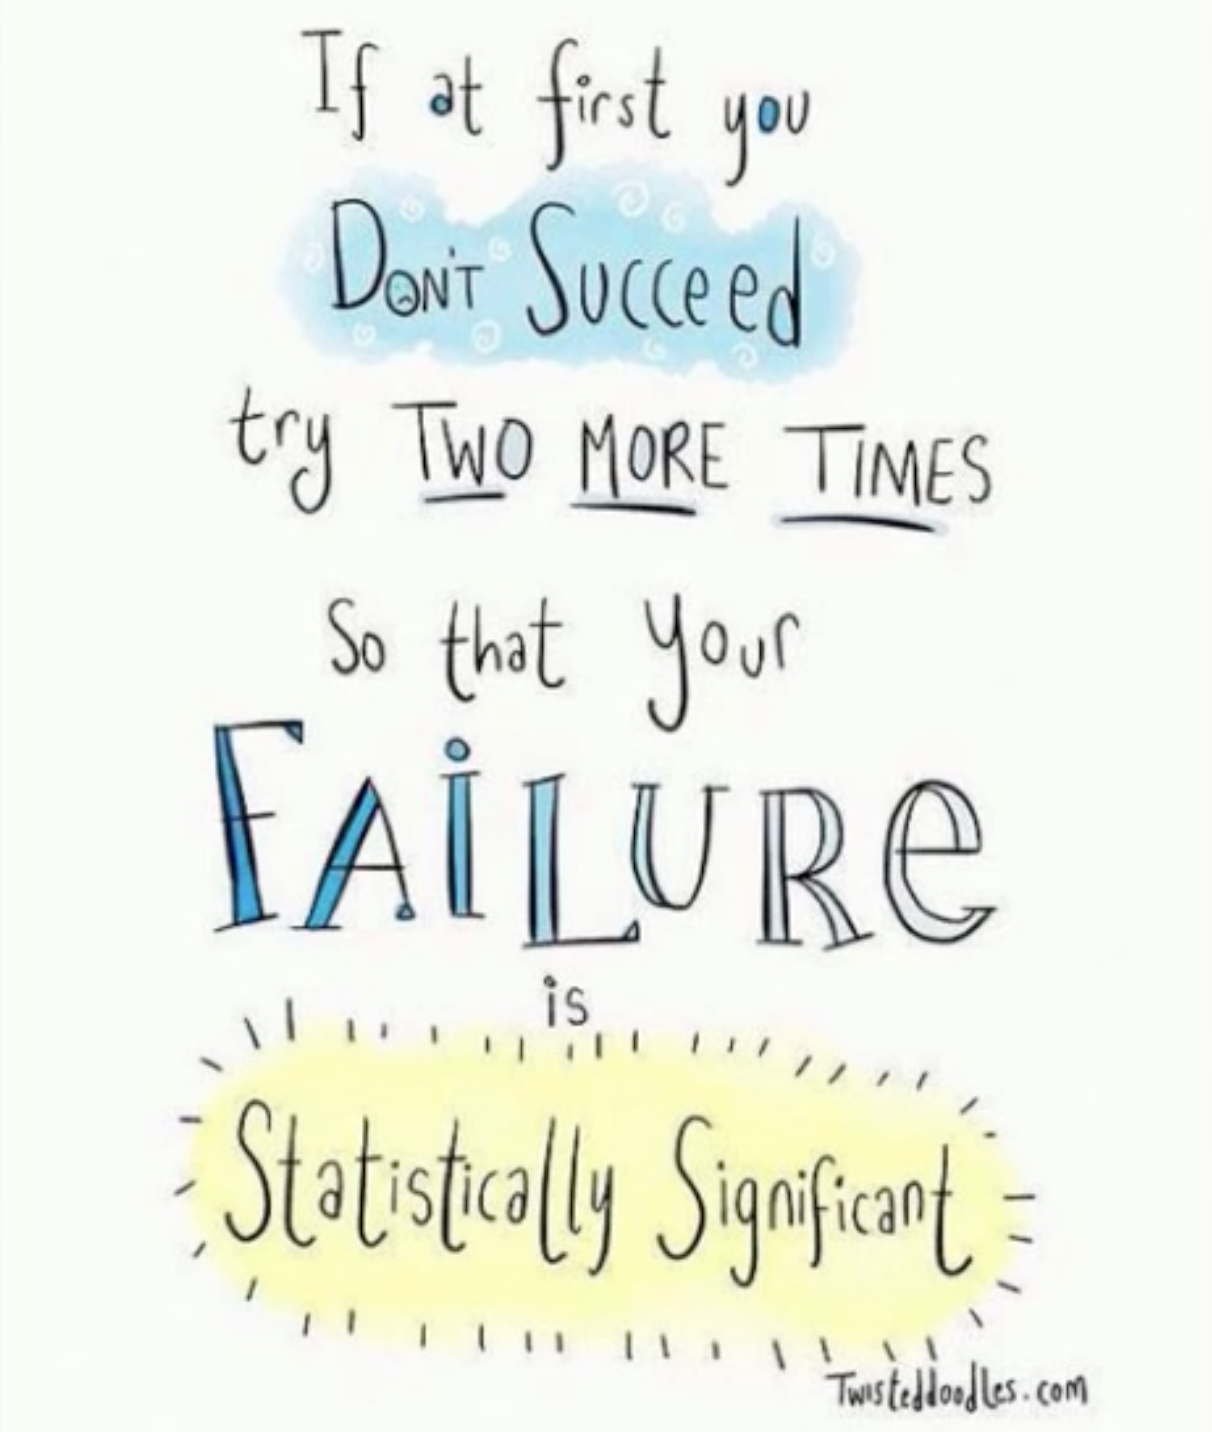 If at first you
DON'T Succeed
try TWO MORE TIMES
So that your
FAiLURe
is
Statistically Significant
Twisteddoodles.com